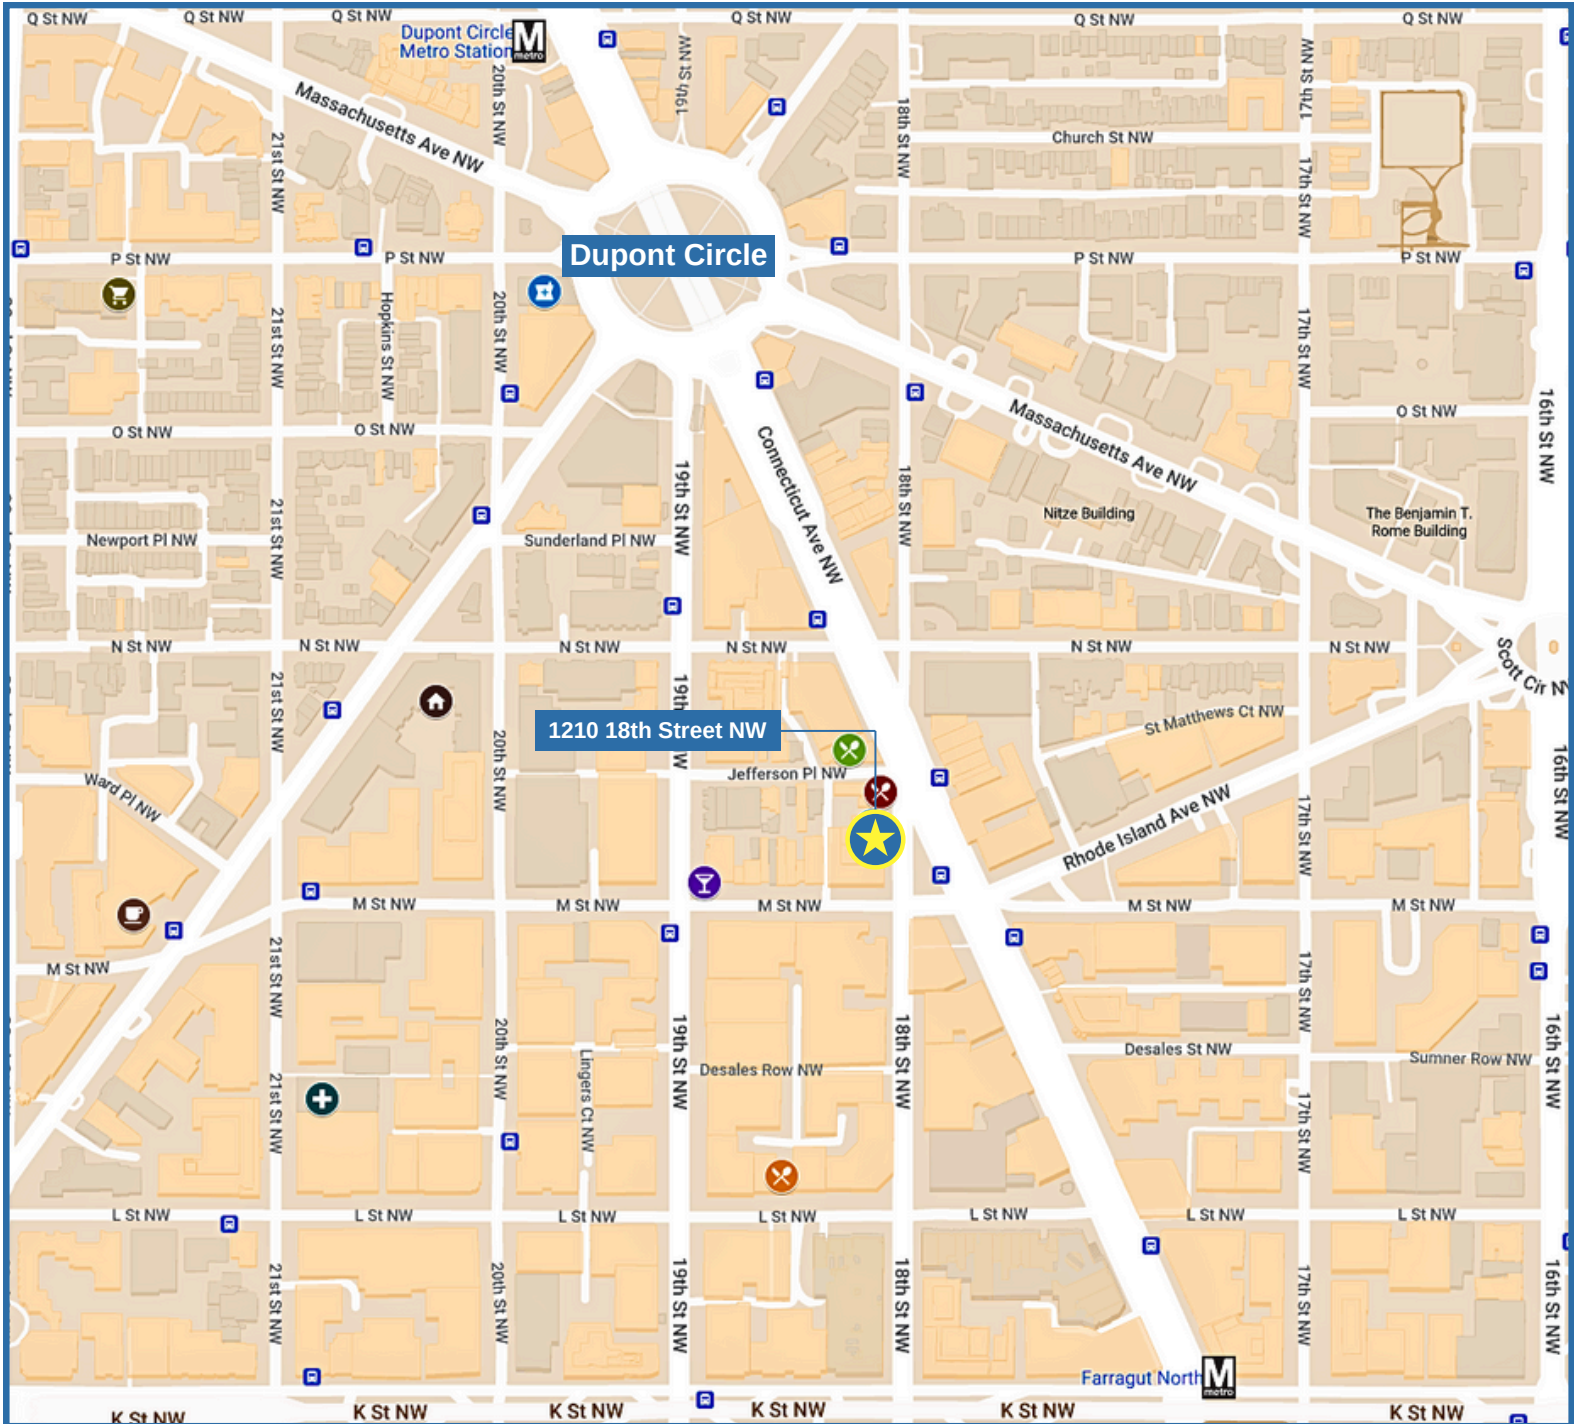 Q St NW
Q St NW
Q St NW
Q St NW
Q St NW
Q St NW
Dupont Circle
Metro Station
M
metro
19th St NW
17th St NW
20th St NW
18th St NW
Massachusetts Ave NW
Church St NW
21st St NW
17th St NW
P St NW
P St NW
Dupont Circle
P St NW
P St NW
Hopkins St NW
20th St NW
21st St NW
17th St NW
16th St NW
O St NW
O St NW
O St NW
Massachusetts Ave NW
Connecticut Ave NW
19th St NW
18th St NW
21st St NW
Nitze Building
The Benjamin T.
Rome Building
Newport Pl NW
Sunderland Pl NW
N St NW
N St NW
N St NW
N St NW
N St NW
N St NW
Scott Cir N
21st St NW
19th
W
St Matthews Ct NW
1210 18th Street NW
20th St NW
16th St NW
Jefferson Pl NW
Ward Pl NW
Rhode Island Ave NW
17th St NW
M St NW
M St NW
M St NW
M St NW
M St NW
M St NW
21st St NW
17th St NW
20th St NW
19th St NW
18th St NW
16th St NW
Desales St NW
Sumner Row NW
Desales Row NW
Lingers Ct NW
21st St NW
17th St NW
L St NW
L St NW
L St NW
L St NW
L St NW
L St NW
L St NW
21st St NW
20th St NW
19th St NW
18th St NW
17th St NW
16th St NW
Farragut North
M
metro
K St NW
K St NW
K St NW
K St NW
K St NW
K St NW